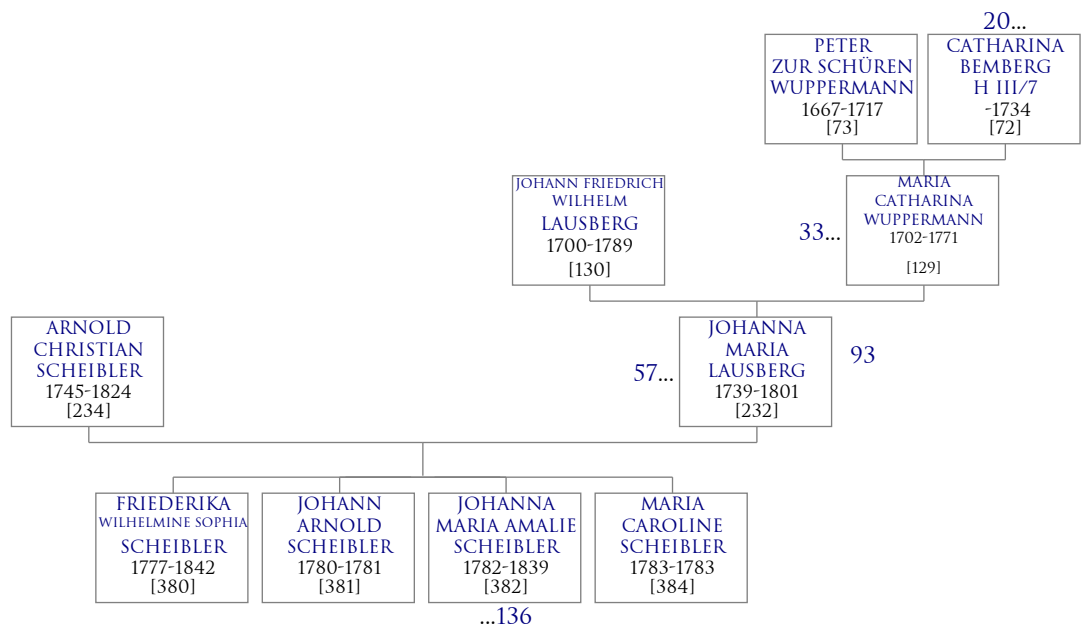 20...
PETER
ZUR SCHÜREN
WUPPERMANN
1667-1717
[73]
CATHARINA
BEMBERG
H III/7
-1734
[72]
JOHANN FRIEDRICH
WILHELM
LAUSBERG
1700-1789
[130]
33...
MARIA
CATHARINA
WUPPERMANN
1702-1771
[129]
ARNOLD
CHRISTIAN
SCHEIBLER
1745-1824
[234]
57...
JOHANNA
MARIA
LAUSBERG
1739-1801
[232]
93
FRIEDERIKA
WILHELMINE SOPHIA
SCHEIBLER
1777-1842
[380]
JOHANN
ARNOLD
SCHEIBLER
1780-1781
[381]
JOHANNA
MARIA AMALIE
SCHEIBLER
1782-1839
[382]
MARIA
CAROLINE
SCHEIBLER
1783-1783
[384]
...136